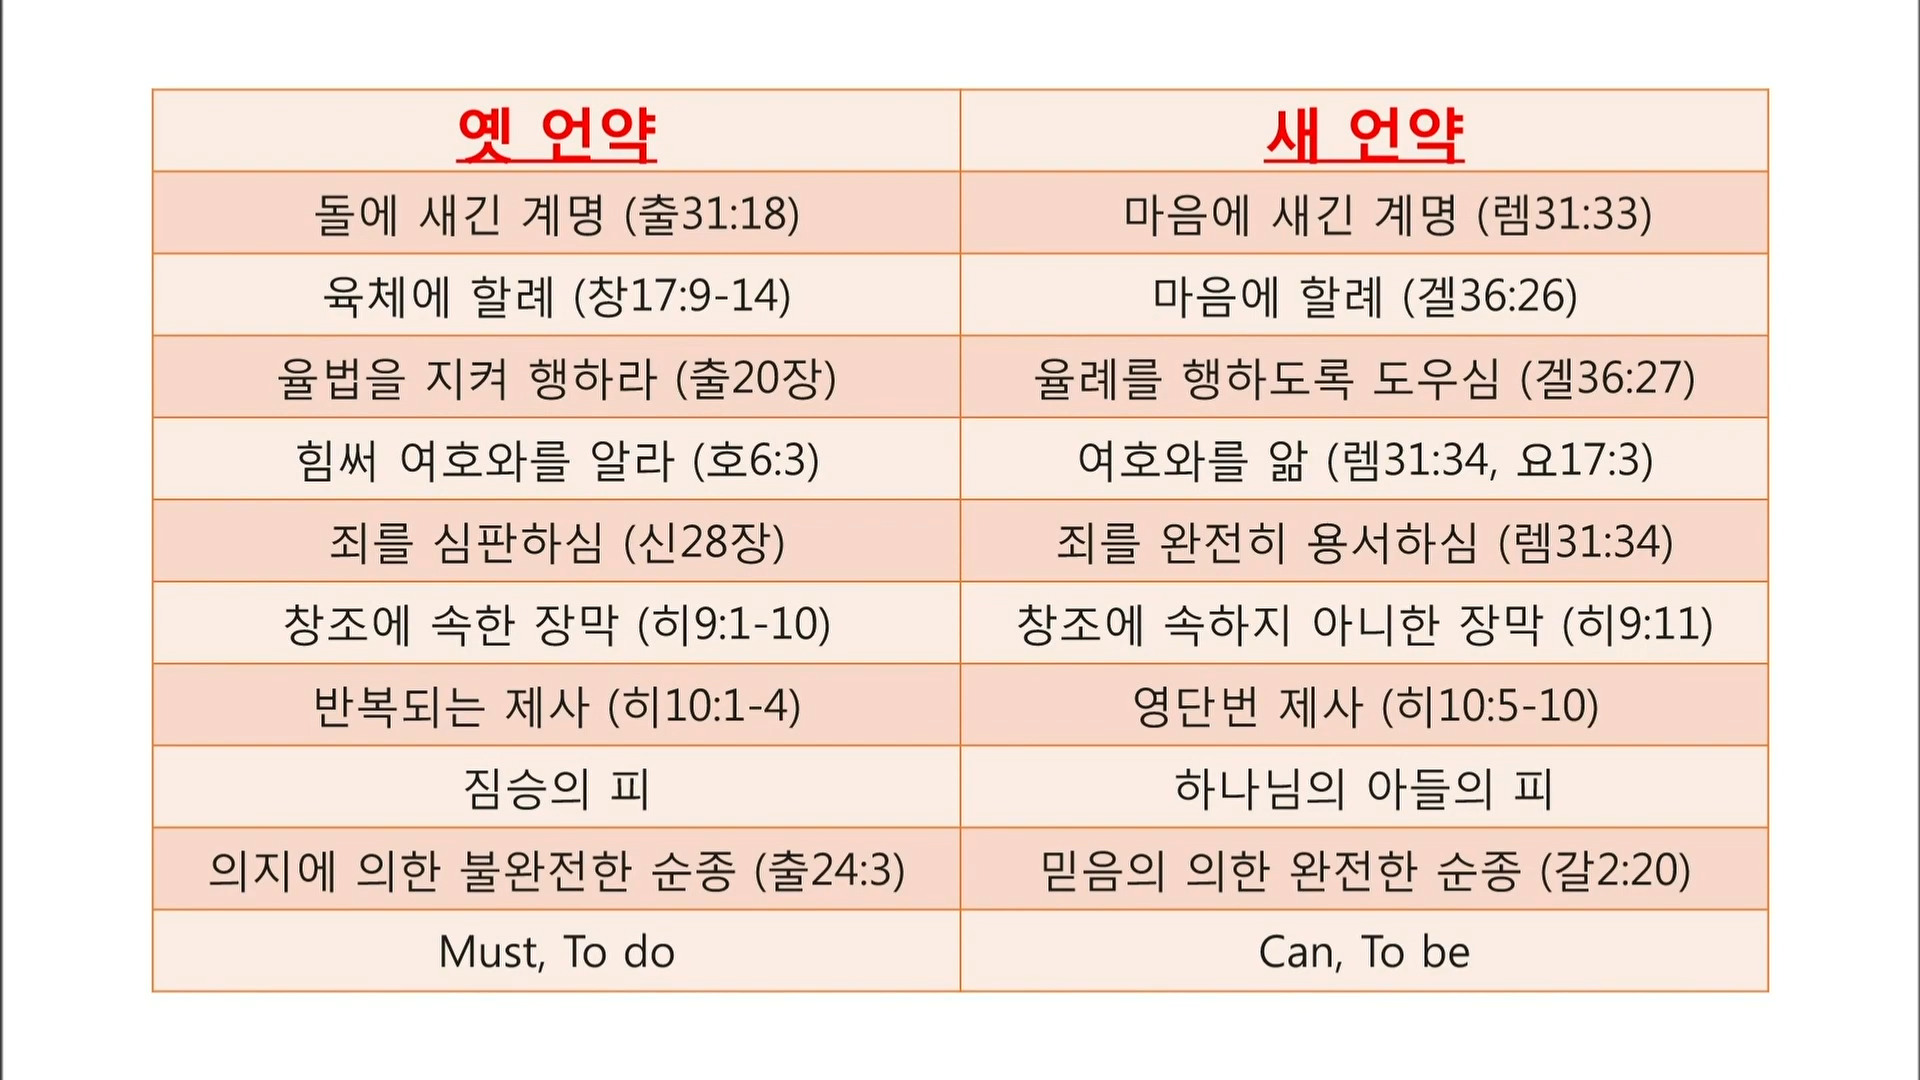 옛 언약 새 언약
돌에 새긴 계명 (출31:18) 마음에 새긴 계명 (렘31:33)
육체에 할례 (창17:9-14) 마음에 할례 (겔36:26)
율법을 지켜 행하라 (출20장) 율례를 행하도록 도우심 (겔36:27)
힘써 여호와를 알라 (호6:3) 여호와를 앎 (렘31:34, 요17:3)
죄를 심판하심 (신28장) 죄를 완전히 용서하심 (렘31:34)
창조에 속한 장막 (히9:1-10) 창조에 속하지 아니한 장막 (히9:11)
반복되는 제사 (히10:1-4) 영단번 제사 (히10:5-10)
짐승의 피 하나님의 아들의 피
의지에 의한 불완전한 순종 (출24:3) 믿음의 의한 완전한 순종 (갈2:20)
Must, To do Can, To be